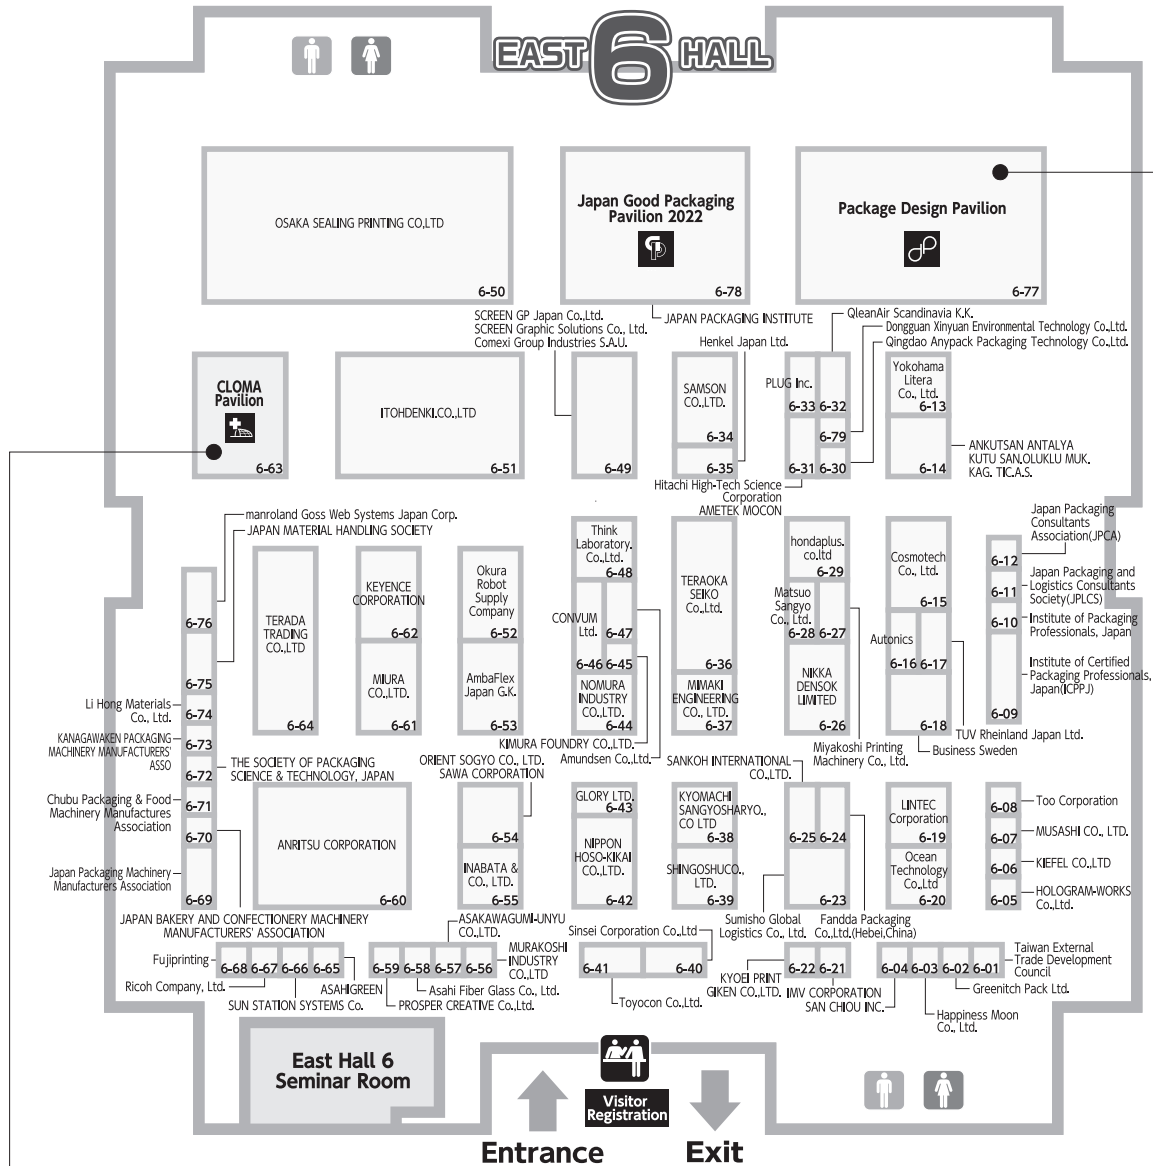 EAST 6 HALL
OSAKA SEALING PRINTING CO,LTD
6-50
Japan Good Packaging
Pavilion 2022
6-78
Package Design Pavilion
6-77
JAPAN PACKAGING INSTITUTE
SCREEN GP Japan Co.,Ltd.
SCREEN Graphic Solutions Co., Ltd.
Comexi Group Industries S.A.U.
Henkel Japan Ltd.
QleanAir Scandinavia K.K.
Dongguan Xinyuan Environmental Technology Co.,Ltd.
Qingdao Anypack Packaging Technology Co.,Ltd.
CLOMA
Pavilion
6-63
ITOHDENKI.CO.,LTD
6-51
6-49
SAMSON
CO.,LTD.
6-34
6-35
PLUG Inc.
6-33
6-32
6-79
6-31
6-30
Yokohama
Litera
Co., Ltd.
6-13
6-14
ANKUTSAN ANTALYA
KUTU SAN.OLUKLU MUK.
KAG. TIC.A.S.
Hitachi High-Tech Science
Corporation
AMETEK MOCON
manroland Goss Web Systems Japan Corp.
JAPAN MATERIAL HANDLING SOCIETY
6-76
6-75
Li Hong Materials
Co., Ltd.
6-74
KANAGAWAKEN PACKAGING
MACHINERY MANUFACTURERS'
ASSO
6-73
6-72
THE SOCIETY OF PACKAGING
SCIENCE & TECHNOLOGY, JAPAN
Chubu Packaging & Food
Machinery Manufactures
Association
6-71
6-70
Japan Packaging Machinery
Manufacturers Association
6-69
JAPAN BAKERY AND CONFECTIONERY MACHINERY
MANUFACTURERS' ASSOCIATION
TERADA
TRADING
CO.,LTD
6-64
KEYENCE
CORPORATION
6-62
MIURA
CO.,LTD.
6-61
Okura
Robot
Supply
Company
6-52
AmbaFlex
Japan G.K.
6-53
Think
Laboratory.
Co.,Ltd.
6-48
CONVUM
Ltd.
6-47
6-46
6-45
NOMURA
INDUSTRY
CO.,LTD.
6-44
KIMURA FOUNDRY CO.,LTD.
Amundsen Co.,Ltd.
TERAOKA
SEIKO
Co.,Ltd.
6-36
MIMAKI
ENGINEERING
CO., LTD.
6-37
hondaplus.
co.ltd
6-29
Matsuo
Sangyo
Co., Ltd.
6-28
6-27
NIKKA
DENSOK
LIMITED
6-26
Miyakoshi Printing
Machinery Co., Ltd.
Cosmotech
Co., Ltd.
6-15
Autonics
6-16
6-17
6-18
TUV Rheinland Japan Ltd.
Business Sweden
Japan Packaging
Consultants
Association(JPCA)
6-12
Japan Packaging and
Logistics Consultants
Society(JPLCS)
6-11
6-10
Institute of Packaging
Professionals, Japan
Institute of Certified
Packaging Professionals,
Japan(ICPPJ)
6-09
ANRITSU CORPORATION
6-60
ORIENT SOGYO CO., LTD.
SAWA CORPORATION
6-54
INABATA &
CO., LTD.
6-55
GLORY LTD.
6-43
NIPPON
HOSO-KIKAI
CO.,LTD.
6-42
KYOMACHI
SANGYOSHARYO.,
CO LTD
6-38
SHINGOSHUCO.,
LTD.
6-39
SANKOH INTERNATIONAL
CO.,LTD.
6-25
6-24
6-23
Sumisho Global
Logistics Co., Ltd.
Fandda Packaging
Co.,Ltd.(Hebei,China)
LINTEC
Corporation
6-19
Ocean
Technology
Co.,Ltd
6-20
6-08
Too Corporation
6-07
MUSASHI CO., LTD.
6-06
KIEFEL CO.,LTD
6-05
HOLOGRAM-WORKS
Co.,Ltd.
Fujiprinting
Ricoh Company, Ltd.
6-68
6-67
6-66
6-65
SUN STATION SYSTEMS Co.
ASAHIGREEN
ASAKAWAGUMI-UNYU
CO.,LTD.
6-59
6-58
6-57
6-56
MURAKOSHI
INDUSTRY
CO.,LTD
Asahi Fiber Glass Co., Ltd.
PROSPER CREATIVE Co.,Ltd.
Sinsei Corporation Co.,Ltd
6-41
6-40
Toyocon Co.,Ltd.
6-22
6-21
KYOEI PRINT
GIKEN CO.,LTD.
IMV CORPORATION
SAN CHIOU INC.
6-04
6-03
6-02
6-01
Taiwan External
Trade Development
Council
Greenitch Pack Ltd.
Happiness Moon
Co., Ltd.
East Hall 6
Seminar Room
Visitor
Registration
Entrance
Exit